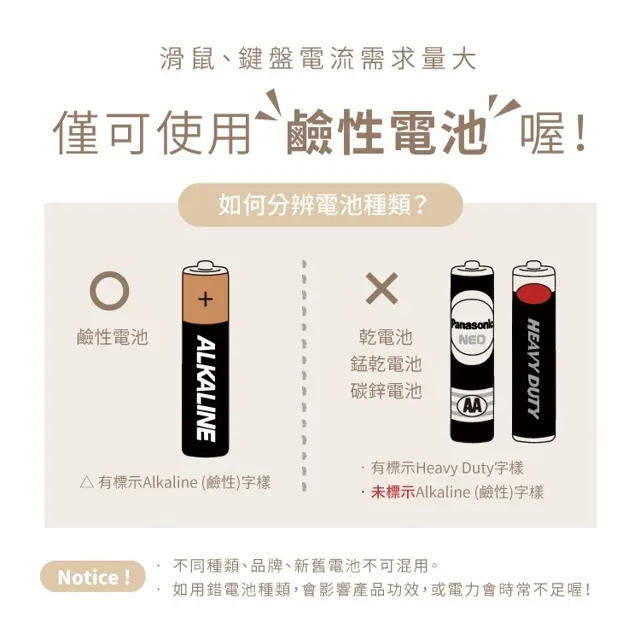 滑鼠、鍵盤電流需求量大
僅可使用鹼性電池喔！
如何分辨電池種類？
鹼性電池
+
ALKALINE
△ 有標示Alkaline (鹼性)字樣
乾電池
錳乾電池
碳鋅電池
Panasonic
NEO
AA
HEAVY DUTY
· 有標示Heavy Duty字樣
· 未標示Alkaline (鹼性)字樣
Notice !
· 不同種類、品牌、新舊電池不可混用。
· 如用錯電池種類，會影響產品功效，或電力會時常不足喔！